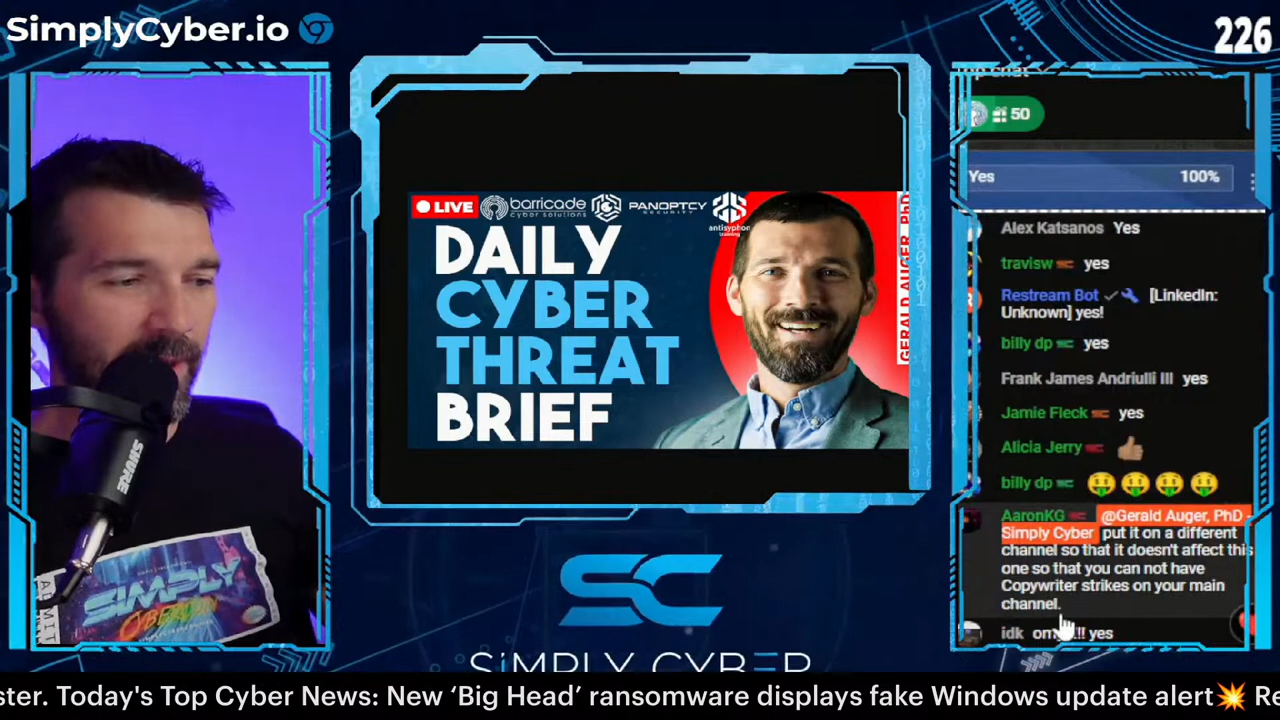 SimplyCyber.io
226
50
Yes 100%
LIVE barricade cyber solutions PANOPTCY SECURITY antisyphon training
DAILY
CYBER
THREAT
BRIEF
GERALD AUGER, PhD
Alex Katsanos Yes
travisw yes
Restream Bot [LinkedIn:
Unknown] yes!
billy dp yes
Frank James Andriulli III yes
Jamie Fleck yes
Alicia Jerry
billy dp
AaronKG @Gerald Auger, PhD -
Simply Cyber put it on a different
channel so that it doesn't affect this
one so that you can not have
Copywriter strikes on your main
channel.
idk yes
SIMPLY
SHURE
SC
SIMPLY CYBER
ster. Today's Top Cyber News: New ‘Big Head’ ransomware displays fake Windows update alert💥 Re